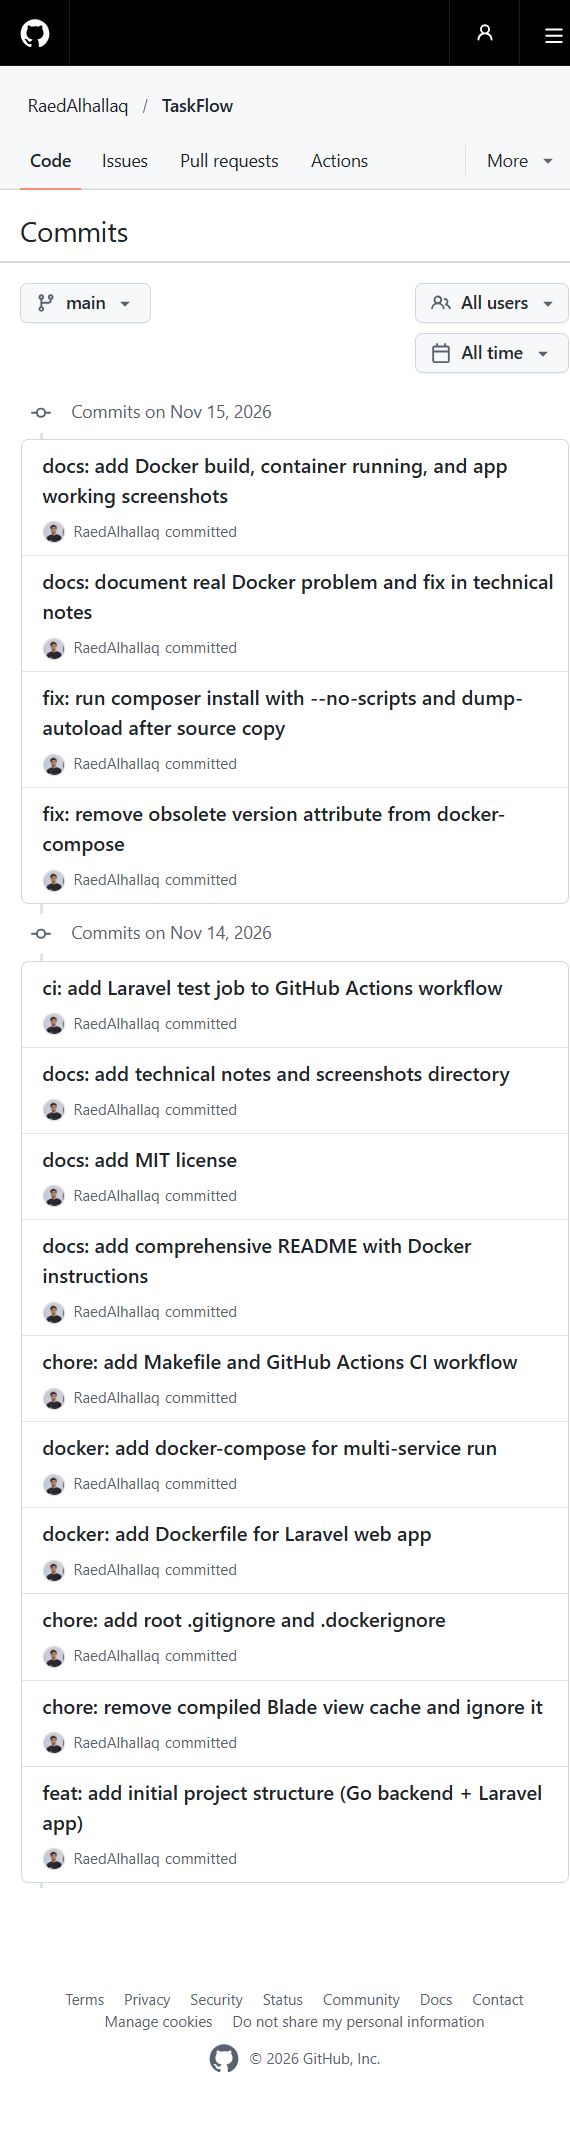 RaedAlhallaq / TaskFlow
Code Issues Pull requests Actions More
Commits
main All users
All time
Commits on Nov 15, 2026
docs: add Docker build, container running, and app
working screenshots
RaedAlhallaq committed
docs: document real Docker problem and fix in technical
notes
RaedAlhallaq committed
fix: run composer install with --no-scripts and dump-
autoload after source copy
RaedAlhallaq committed
fix: remove obsolete version attribute from docker-
compose
RaedAlhallaq committed
Commits on Nov 14, 2026
ci: add Laravel test job to GitHub Actions workflow
RaedAlhallaq committed
docs: add technical notes and screenshots directory
RaedAlhallaq committed
docs: add MIT license
RaedAlhallaq committed
docs: add comprehensive README with Docker
instructions
RaedAlhallaq committed
chore: add Makefile and GitHub Actions CI workflow
RaedAlhallaq committed
docker: add docker-compose for multi-service run
RaedAlhallaq committed
docker: add Dockerfile for Laravel web app
RaedAlhallaq committed
chore: add root .gitignore and .dockerignore
RaedAlhallaq committed
chore: remove compiled Blade view cache and ignore it
RaedAlhallaq committed
feat: add initial project structure (Go backend + Laravel
app)
RaedAlhallaq committed
Terms Privacy Security Status Community Docs Contact
Manage cookies Do not share my personal information
© 2026 GitHub, Inc.